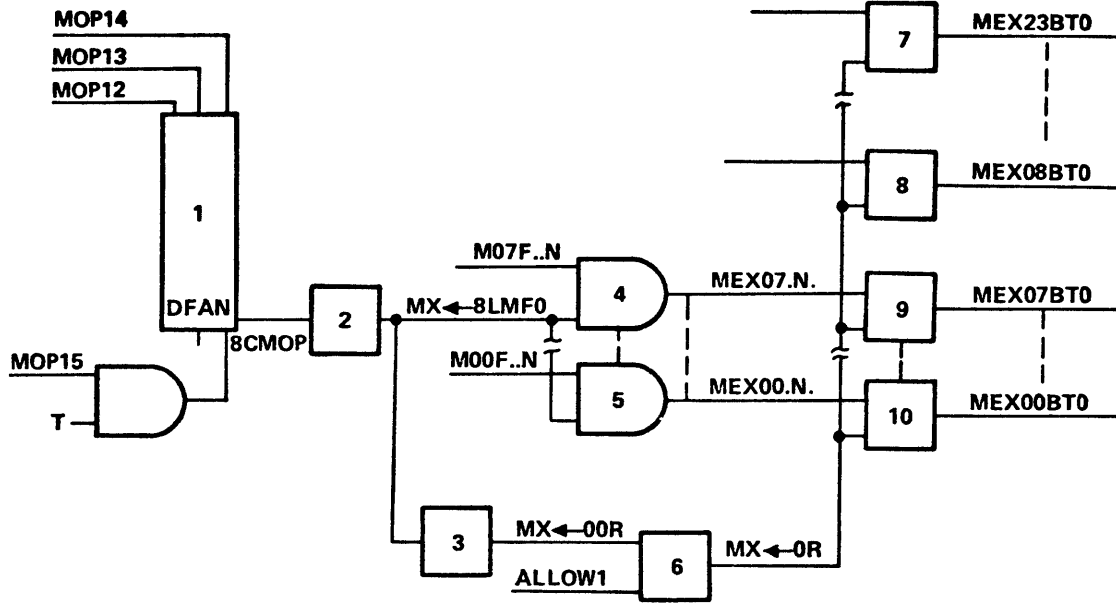 MOP14
MOP13
MOP12
1
DFAN
8CMOP
MOP15
T
2
MX←8LMF0
M07F..N
4
MEX07.N.
M00F..N
5
MEX00.N.
3
MX←00R
ALLOW1
6
MX←0R
7
MEX23BT0
8
MEX08BT0
9
MEX07BT0
10
MEX00BT0